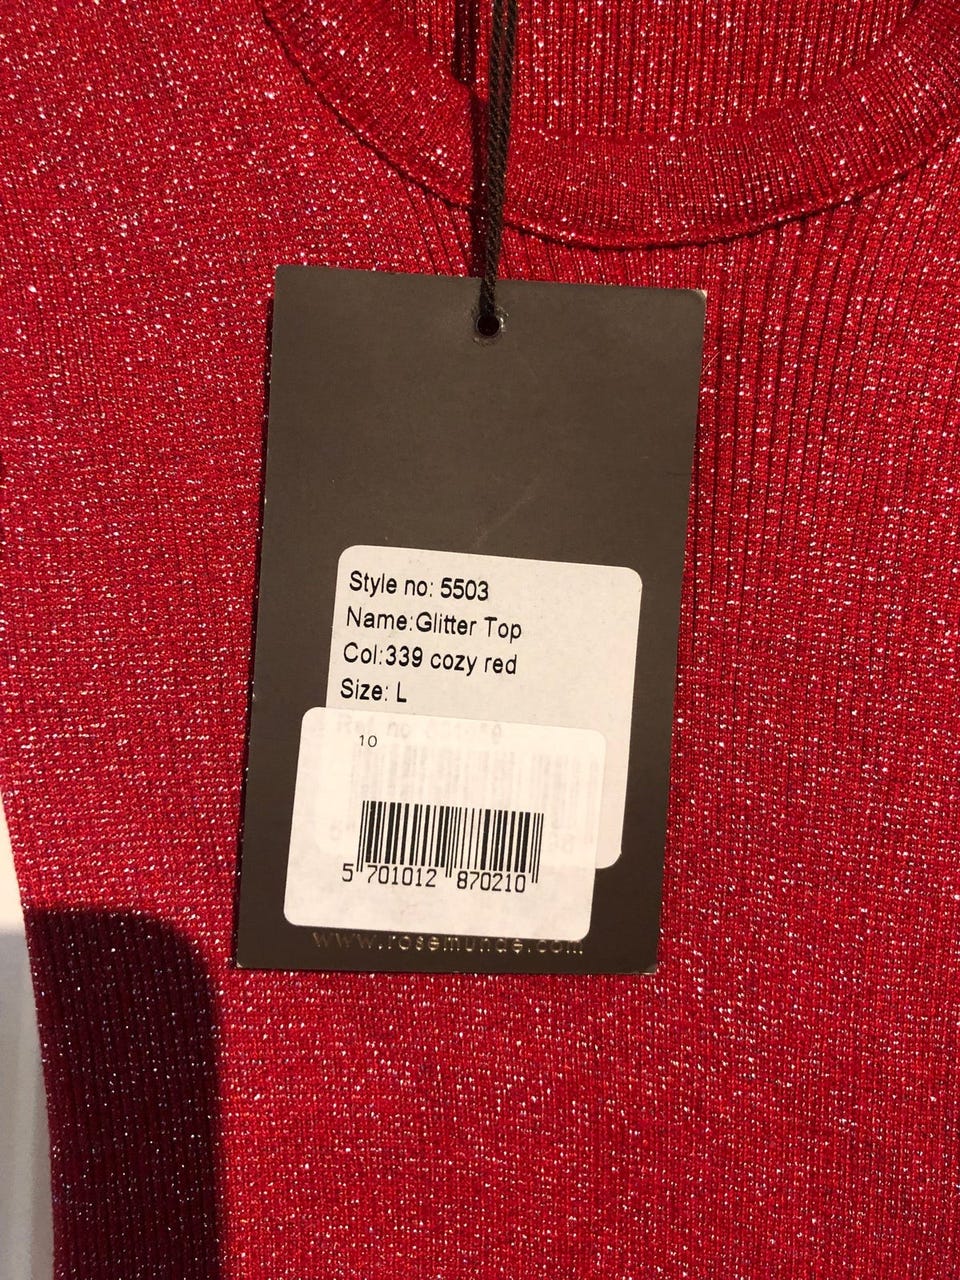 Style no: 5503
Name:Glitter Top
Col:339 cozy red
Size: L
10
5 701012 870210
www.rosemunde.com